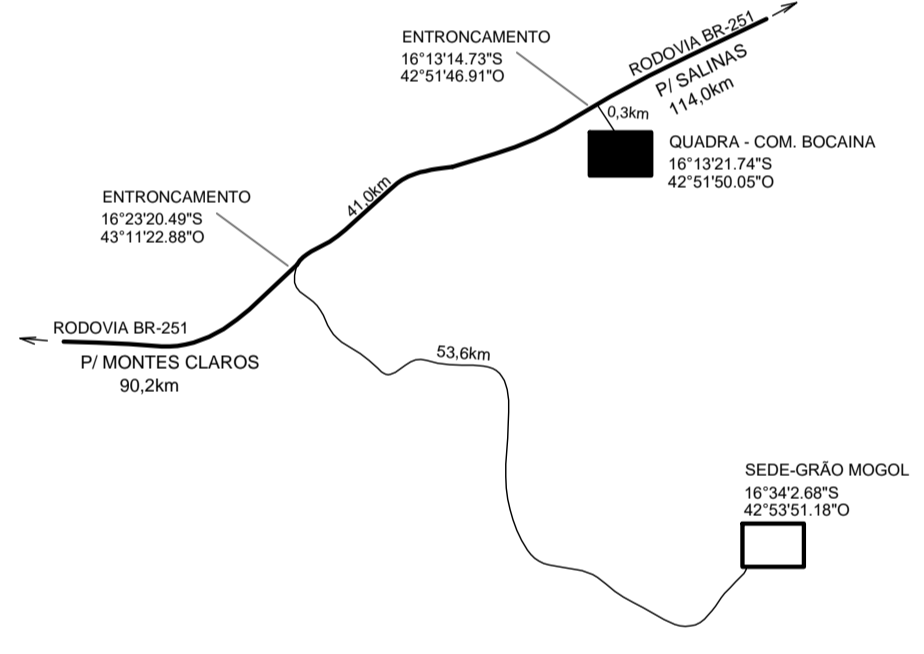 ENTRONCAMENTO
16°13'14.73"S
42°51'46.91"O
RODOVIA BR-251
P/ SALINAS
114,0km
0,3km
QUADRA - COM. BOCAINA
16°13'21.74"S
42°51'50.05"O
ENTRONCAMENTO
16°23'20.49"S
43°11'22.88"O
41,0km
RODOVIA BR-251
P/ MONTES CLAROS
90,2km
53,6km
SEDE-GRÃO MOGOL
16°34'2.68"S
42°53'51.18"O